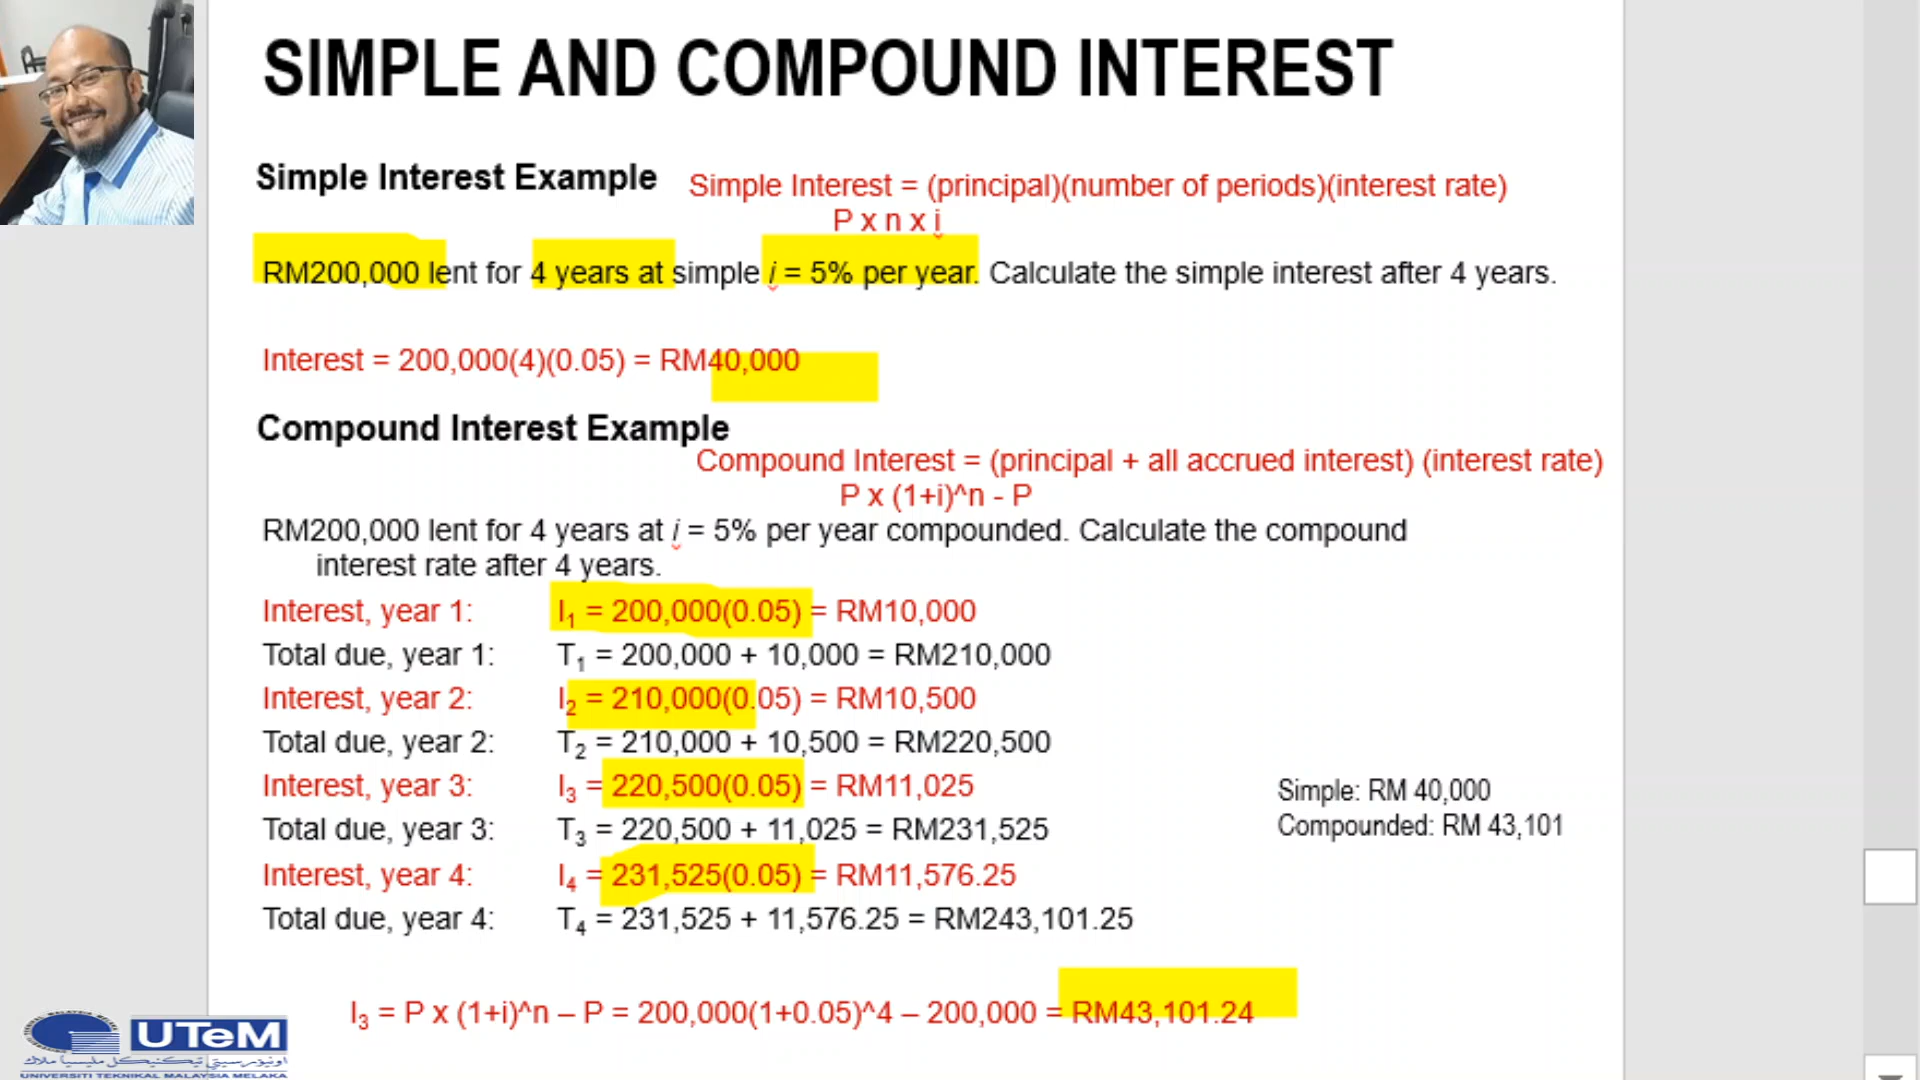 SIMPLE AND COMPOUND INTEREST
Simple Interest Example
Simple Interest = (principal)(number of periods)(interest rate)
P x n x i
RM200,000 lent for 4 years at simple i = 5% per year. Calculate the simple interest after 4 years.
Interest = 200,000(4)(0.05) = RM40,000
Compound Interest Example
Compound Interest = (principal + all accrued interest) (interest rate)
P x (1+i)^n - P
RM200,000 lent for 4 years at i = 5% per year compounded. Calculate the compound
interest rate after 4 years.
Interest, year 1: I1 = 200,000(0.05) = RM10,000
Total due, year 1: T1 = 200,000 + 10,000 = RM210,000
Interest, year 2: I2 = 210,000(0.05) = RM10,500
Total due, year 2: T2 = 210,000 + 10,500 = RM220,500
Interest, year 3: I3 = 220,500(0.05) = RM11,025
Total due, year 3: T3 = 220,500 + 11,025 = RM231,525
Interest, year 4: I4 = 231,525(0.05) = RM11,576.25
Total due, year 4: T4 = 231,525 + 11,576.25 = RM243,101.25
Simple: RM 40,000
Compounded: RM 43,101
I3 = P x (1+i)^n – P = 200,000(1+0.05)^4 – 200,000 = RM43,101.24
UTeM
اونيۏرسيتي تيكنيكل مليسيا ملاك
UNIVERSITI TEKNIKAL MALAYSIA MELAKA